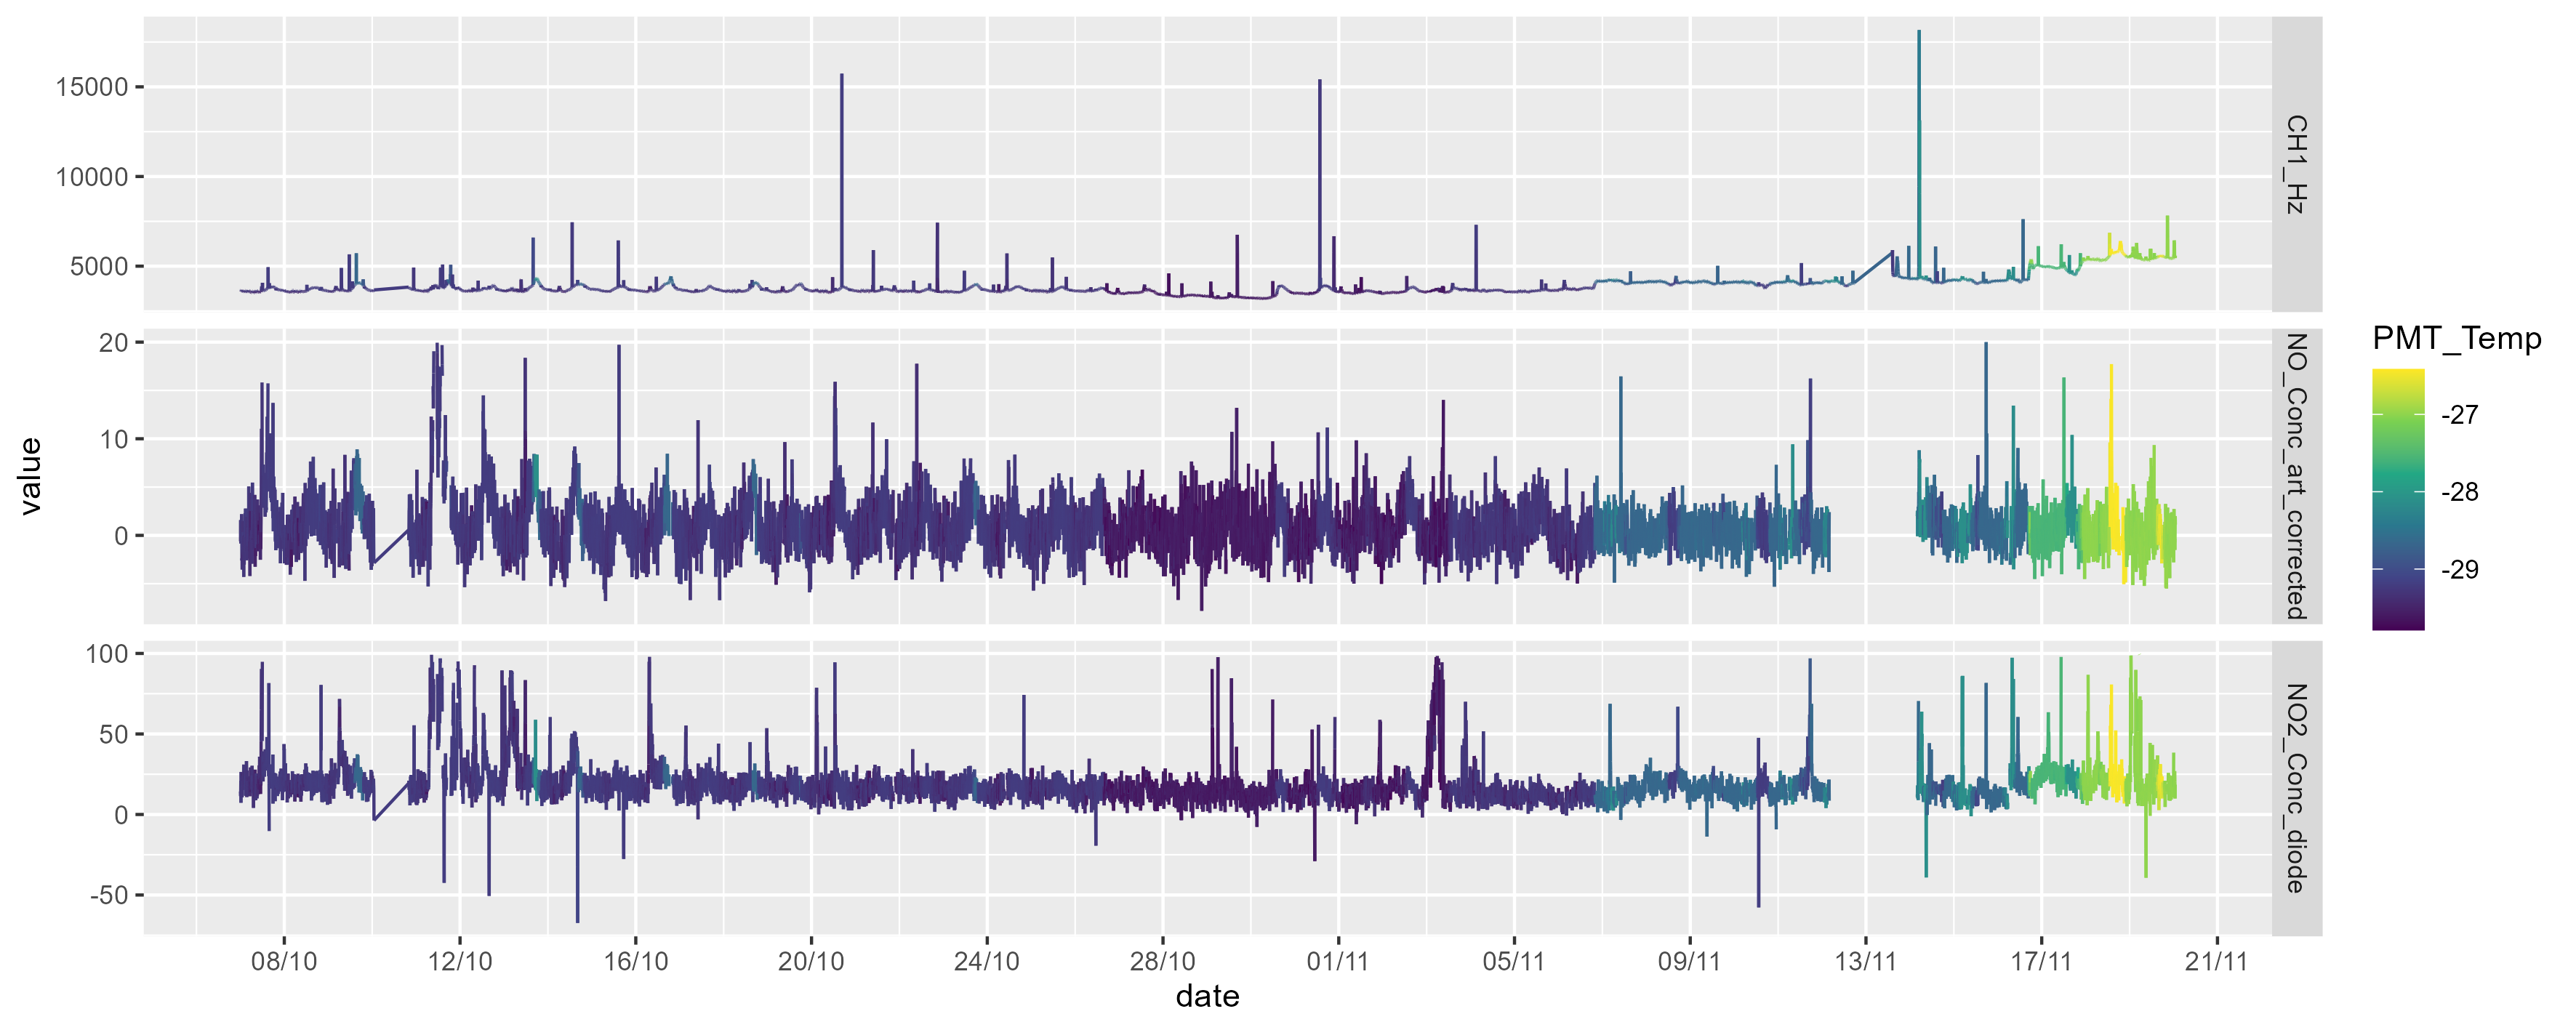 15000
10000
5000
CH1_Hz
20
10
0
NO_Conc_art_corrected
100
50
0
-50
NO2_Conc_diode
value
08/10 12/10 16/10 20/10 24/10 28/10 01/11 05/11 09/11 13/11 17/11 21/11
date
PMT_Temp
-27
-28
-29